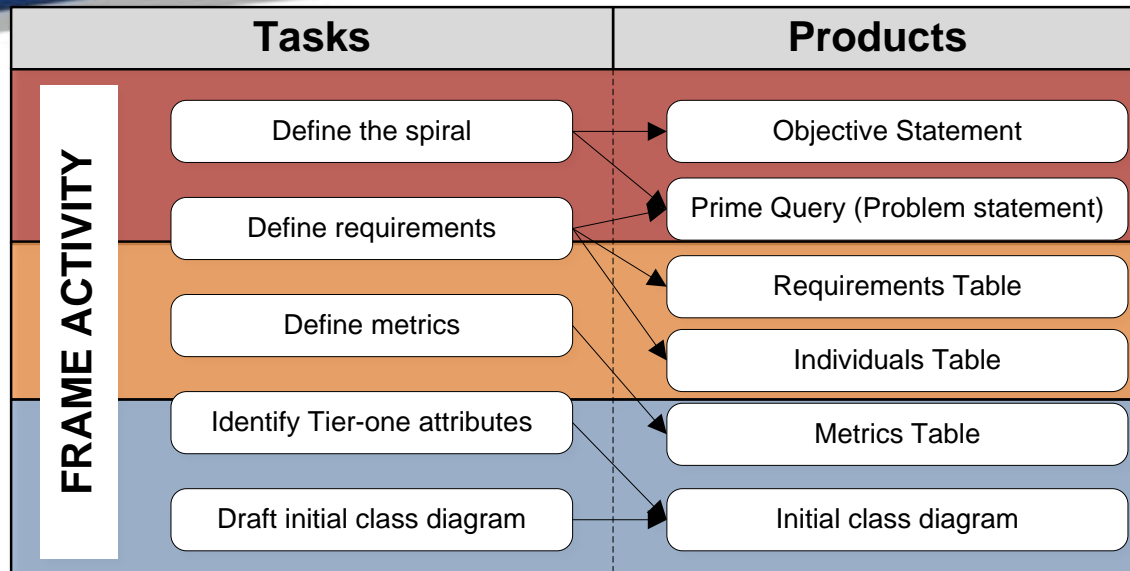 Tasks
Products
FRAME ACTIVITY
Define the spiral
Objective Statement
Prime Query (Problem statement)
Define requirements
Requirements Table
Define metrics
Individuals Table
Identify Tier-one attributes
Metrics Table
Draft initial class diagram
Initial class diagram